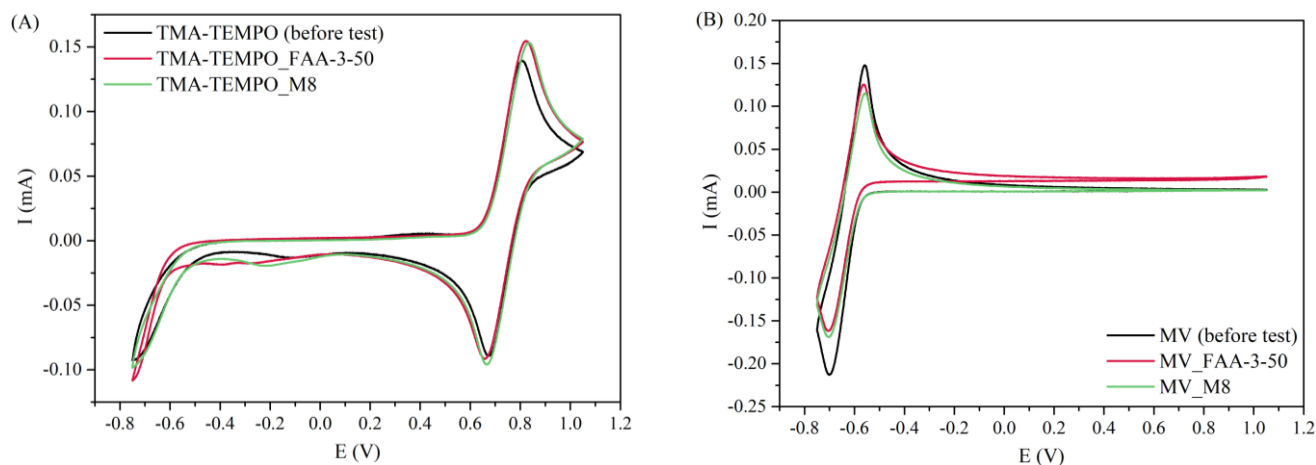 (A)
TMA-TEMPO (before test)
TMA-TEMPO_FAA-3-50
TMA-TEMPO_M8
0.15
0.10
0.05
0.00
-0.05
-0.10
I (mA)
-0.8 -0.6 -0.4 -0.2 0.0 0.2 0.4 0.6 0.8 1.0 1.2
E (V)
(B)
0.20
0.15
0.10
0.05
0.00
-0.05
-0.10
-0.15
-0.20
-0.25
I (mA)
MV (before test)
MV_FAA-3-50
MV_M8
-0.8 -0.6 -0.4 -0.2 0.0 0.2 0.4 0.6 0.8 1.0 1.2
E (V)